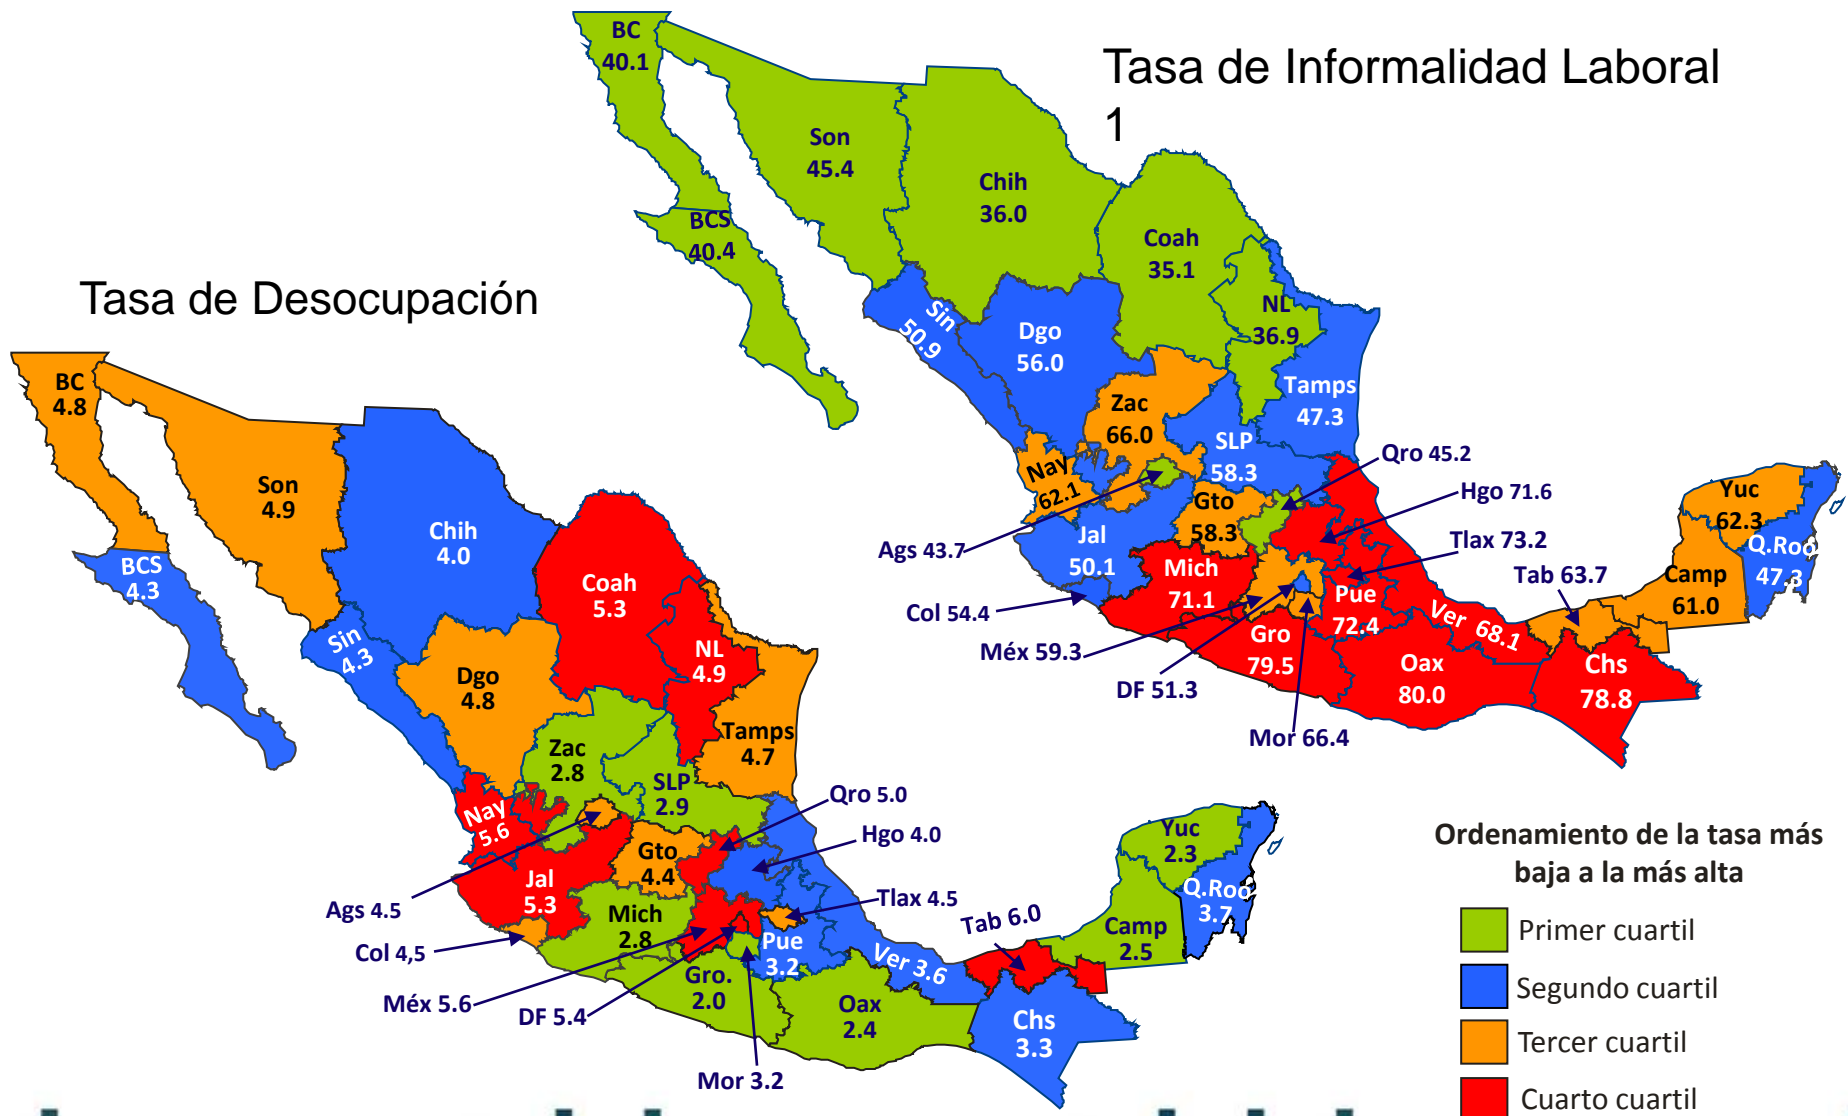 Tasa de Informalidad Laboral
1
BC
40.1
Son
45.4
Chih
36.0
BCS
40.4
Coah
35.1
NL
36.9
Sin
50.9
Dgo
56.0
Tamps
47.3
Zac
66.0
SLP
58.3
Nay
62.1
Qro 45.2
Hgo 71.6
Gto
58.3
Ags 43.7
Jal
50.1
Tlax 73.2
Mich
71.1
Col 54.4
Pue
72.4
Méx 59.3
Gro
79.5
DF 51.3
Mor 66.4
Ver 68.1
Oax
80.0
Tab 63.7
Chs
78.8
Camp
61.0
Yuc
62.3
Q.Roo
47.3
Tasa de Desocupación
BC
4.8
Son
4.9
Chih
4.0
BCS
4.3
Coah
5.3
NL
4.9
Sin
4.3
Dgo
4.8
Tamps
4.7
Zac
2.8
SLP
2.9
Nay
5.6
Qro 5.0
Hgo 4.0
Gto
4.4
Ags 4.5
Jal
5.3
Tlax 4.5
Mich
2.8
Col 4,5
Pue
3.2
Méx 5.6
Gro.
2.0
DF 5.4
Mor 3.2
Ver 3.6
Oax
2.4
Tab 6.0
Chs
3.3
Camp
2.5
Yuc
2.3
Q.Roo
3.7
Ordenamiento de la tasa más
baja a la más alta
Primer cuartil
Segundo cuartil
Tercer cuartil
Cuarto cuartil